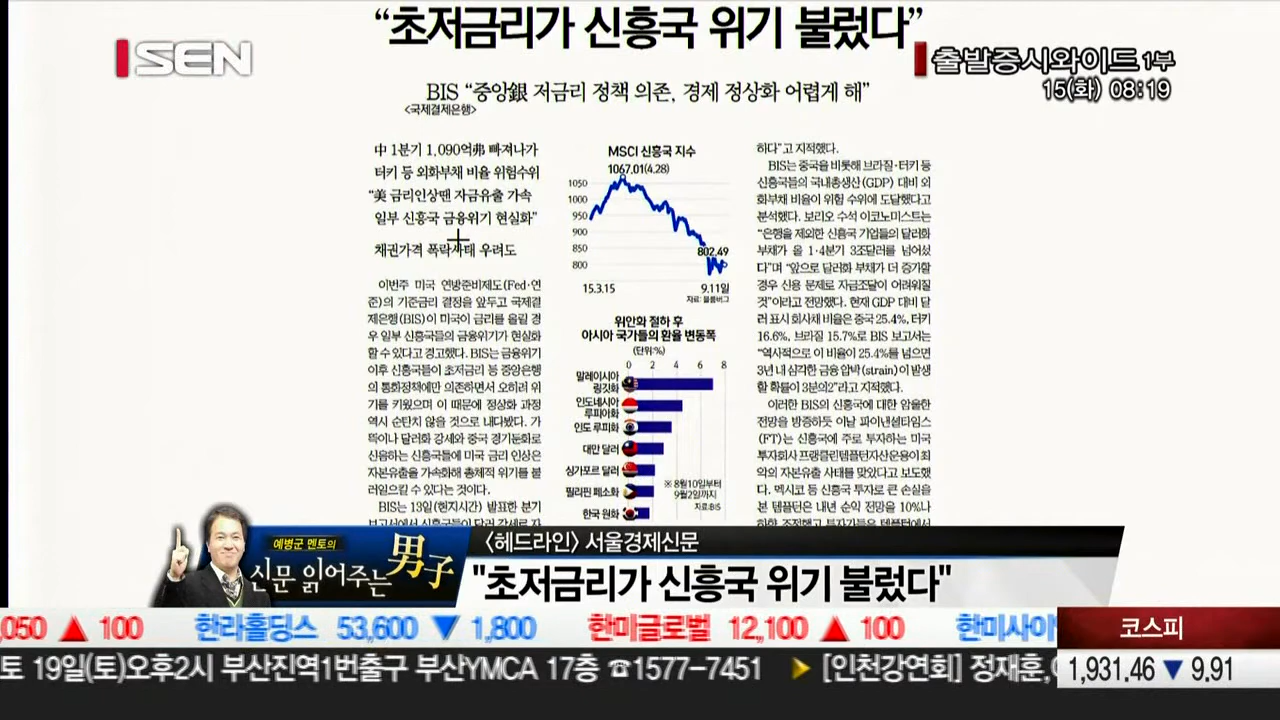 "초저금리가 신흥국 위기 불렀다"
SEN
출발증시와이드 1부
15(화) 08:19
BIS "중앙銀 저금리 정책 의존, 경제 정상화 어렵게 해"
<국제결제은행>
中 1분기 1,090억弗 빠져나가
터키 등 외화부채 비율 위험수위
"美 금리인상땐 자금유출 가속
일부 신흥국 금융위기 현실화"
채권가격 폭락사태 우려도
이번주 미국 연방준비제도(Fed·연
준)의 기준금리 결정을 앞두고 국제결
제은행(BIS)이 미국이 금리를 올릴 경
우 일부 신흥국들의 금융위기가 현실화
할 수 있다고 경고했다. BIS는 금융위기
이후 신흥국들이 초저금리 등 중앙은행
의 통화정책에만 의존하면서 오히려 위
기를 키웠으며 이 때문에 정상화 과정
역시 순탄치 않을 것으로 내다봤다. 가
뜩이나 달러화 강세와 중국 경기둔화로
신음하는 신흥국들에 미국 금리 인상은
자본유출을 가속화해 총체적 위기를 불
러일으킬 수 있다는 것이다.
BIS는 13일(현지시간) 발표한 분기
MSCI 신흥국 지수
1067.01(4.28)
1050
1000
950
900
850
800
802.49
15.3.15
9.11일
자료:블룸버그
위안화 절하 후
아시아 국가들의 환율 변동폭
(단위:%)
0 2 4 6 8
말레이시아
링깃화
인도네시아
루피아화
인도 루피화
대만 달러
싱가포르 달러
필리핀 페소화
한국 원화
※ 8월10일부터
9월2일까지
자료:BIS
하다"고 지적했다.
BIS는 중국을 비롯해 브라질·터키 등
신흥국들의 국내총생산(GDP) 대비 외
화부채 비율이 위험 수위에 도달했다고
분석했다. 보리오 수석 이코노미스트는
"은행을 제외한 신흥국 기업들의 달러화
부채가 올 1·4분기 3조달러를 넘어섰
다"며 "앞으로 달러화 부채가 더 증가할
경우 신용 문제로 자금조달이 어려워질
것"이라고 전망했다. 현재 GDP 대비 달
러 표시 회사채 비율은 중국 25.4%, 터키
16.6%, 브라질 15.7%로 BIS 보고서는
"역사적으로 이 비율이 25.4%를 넘으면
3년 내 심각한 금융 압박(strain)이 발생
할 확률이 3분의2"라고 지적했다.
이러한 BIS의 신흥국에 대한 암울한
전망을 방증하듯 이날 파이낸셜타임스
(FT)는 신흥국에 주로 투자하는 미국
투자회사 프랭클린템플턴자산운용이 최
악의 자본유출 사태를 맞았다고 보도했
다. 멕시코 등 신흥국 투자로 큰 손실을
본 템플턴은 내년 순익 전망을 10%나
예병군 멘토의
신문 읽어주는 男子
<헤드라인> 서울경제신문
"초저금리가 신흥국 위기 불렀다"
,050 ▲ 100 한라홀딩스 53,600 ▼ 1,800 한미글로벌 12,100 ▲ 100 한미사이
코스피
토 19일(토)오후2시 부산진역1번출구 부산YMCA 17층 ☎1577-7451 ▶ [인천강연회] 정재훈,
1,931.46 ▼ 9.91